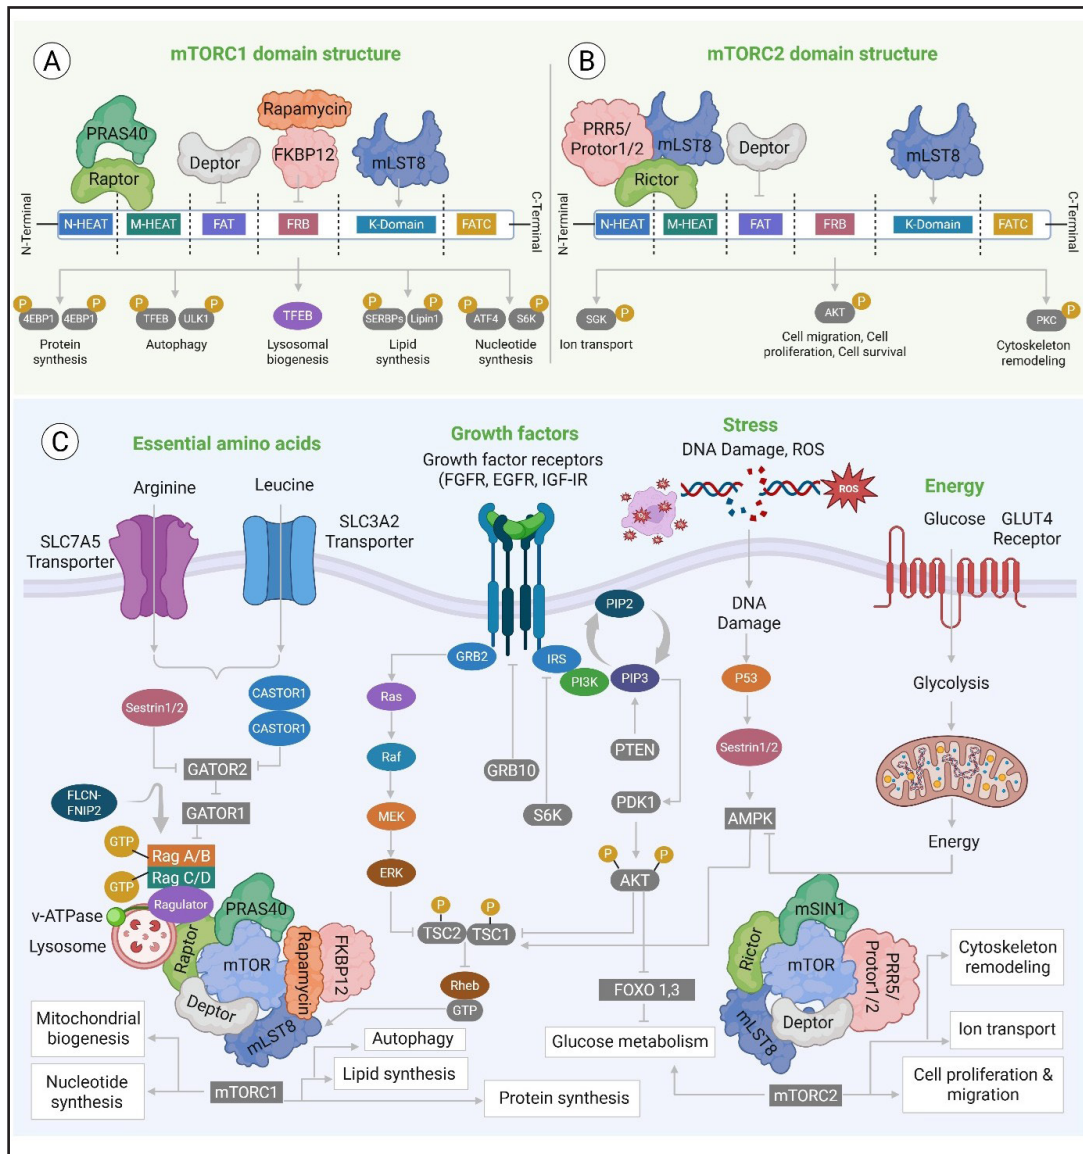 A
mTORC1 domain structure
PRAS40
Raptor
Deptor
Rapamycin
FKBP12
mLST8
N-Terminal
N-HEAT
M-HEAT
FAT
FRB
K-Domain
FATC
C-Terminal
P
4EBP1
4EBP1
P
Protein
synthesis
P
TFEB
ULK1
P
Autophagy
TFEB
Lysosomal
biogenesis
P
SERBPs
Lipin1
P
Lipid
synthesis
P
ATF4
S6K
P
Nucleotide
synthesis
B
mTORC2 domain structure
PRR5/
Protor1/2
mLST8
Rictor
Deptor
mLST8
N-Terminal
N-HEAT
M-HEAT
FAT
FRB
K-Domain
FATC
C-Terminal
SGK
P
Ion transport
AKT
P
Cell migration, Cell
proliferation, Cell survival
PKC
P
Cytoskeleton
remodeling
C
Essential amino acids
Arginine
Leucine
SLC7A5
Transporter
SLC3A2
Transporter
Growth factors
Growth factor receptors
(FGFR, EGFR, IGF-IR
Stress
DNA Damage, ROS
ROS
Energy
Glucose
GLUT4
Receptor
Sestrin1/2
CASTOR1
CASTOR1
GATOR2
GATOR1
FLCN-
FNIP2
GTP
Rag A/B
GTP
Rag C/D
Ragulator
v-ATPase
Lysosome
GRB2
Ras
Raf
MEK
ERK
IRS
PI3K
PIP2
PIP3
GRB10
S6K
PTEN
PDK1
P
P
AKT
DNA
Damage
P53
Sestrin1/2
AMPK
Glycolysis
Energy
P
TSC2
P
TSC1
Rheb
GTP
FOXO 1,3
Glucose metabolism
PRAS40
Raptor
mTOR
Rapamycin
FKBP12
Deptor
mLST8
mSIN1
Rictor
mTOR
PRR5/
Protor1/2
Deptor
mLST8
Mitochondrial
biogenesis
Nucleotide
synthesis
mTORC1
Autophagy
Lipid synthesis
Protein synthesis
mTORC2
Cytoskeleton
remodeling
Ion transport
Cell proliferation &
migration